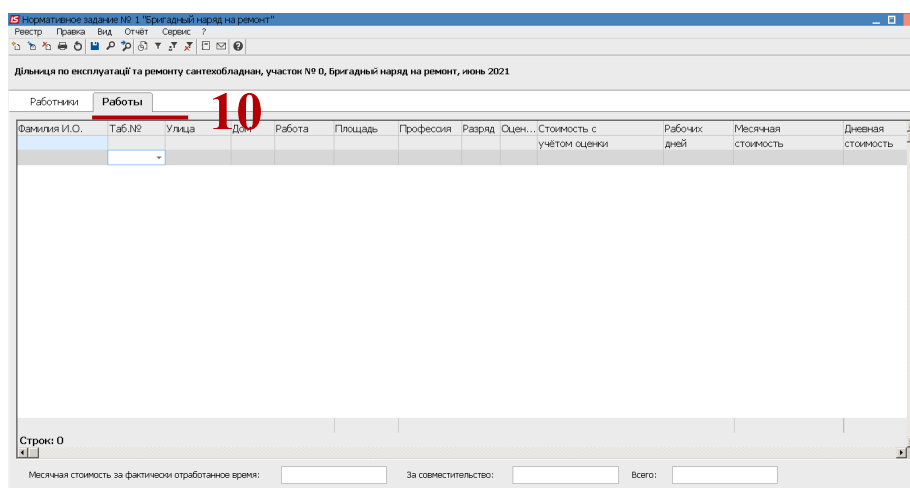 Нормативное задание № 1 "Бригадный наряд на ремонт"
Реестр Правка Вид Отчёт Сервис ?
Дільниця по експлуатації та ремонту сантехобладнан, участок № 0, Бригадный наряд на ремонт, июнь 2021
Работники Работы
10
Фамилия И.О. Таб.№ Улица Дом Работа Площадь Профессия Разряд Оцен... Стоимость с Рабочих Месячная Дневная
учётом оценки дней стоимость стоимость
Строк: 0
Месячная стоимость за фактически отработанное время: За совместительство: Всего: